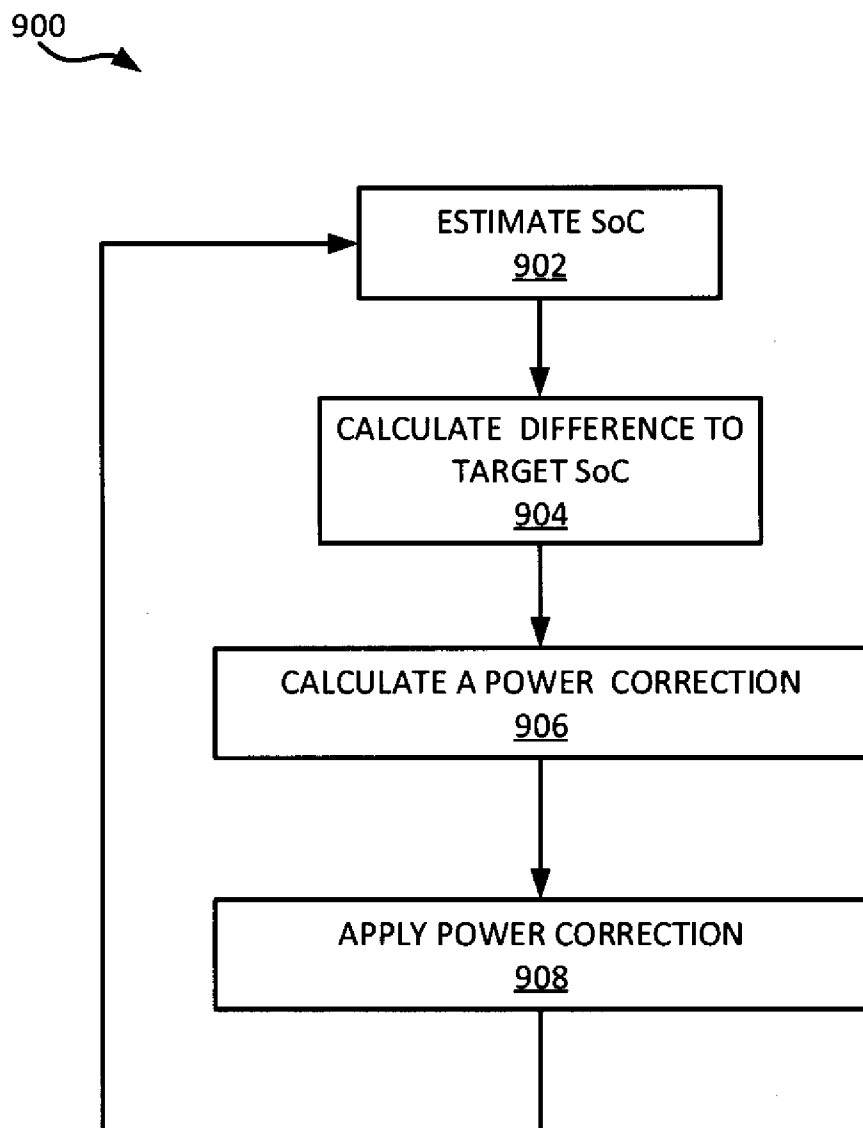 900
ESTIMATE SoC
902
CALCULATE DIFFERENCE TO
TARGET SoC
904
CALCULATE A POWER CORRECTION
906
APPLY POWER CORRECTION
908